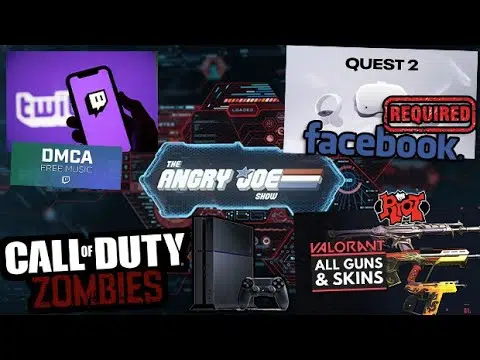 twi
DMCA
FREE MUSIC
QUEST 2
REQUIRED
facebook.
THE
ANGRY JOE
SHOW
CALL OF DUTY
ZOMBIES
RIOT
VALORANT
ALL GUNS
& SKINS